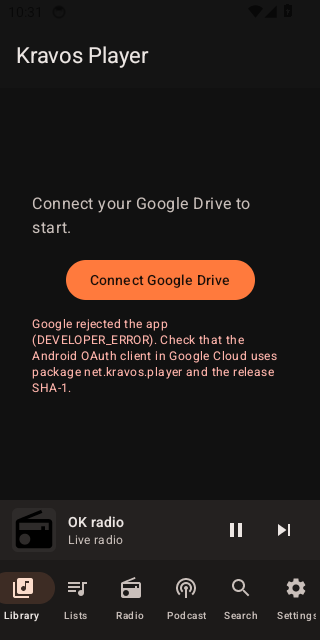 10:31
Kravos Player
Connect your Google Drive to
start.
Connect Google Drive
Google rejected the app
(DEVELOPER_ERROR). Check that the
Android OAuth client in Google Cloud uses
package net.kravos.player and the release
SHA-1.
OK radio
Live radio
Library Lists Radio Podcast Search Settings